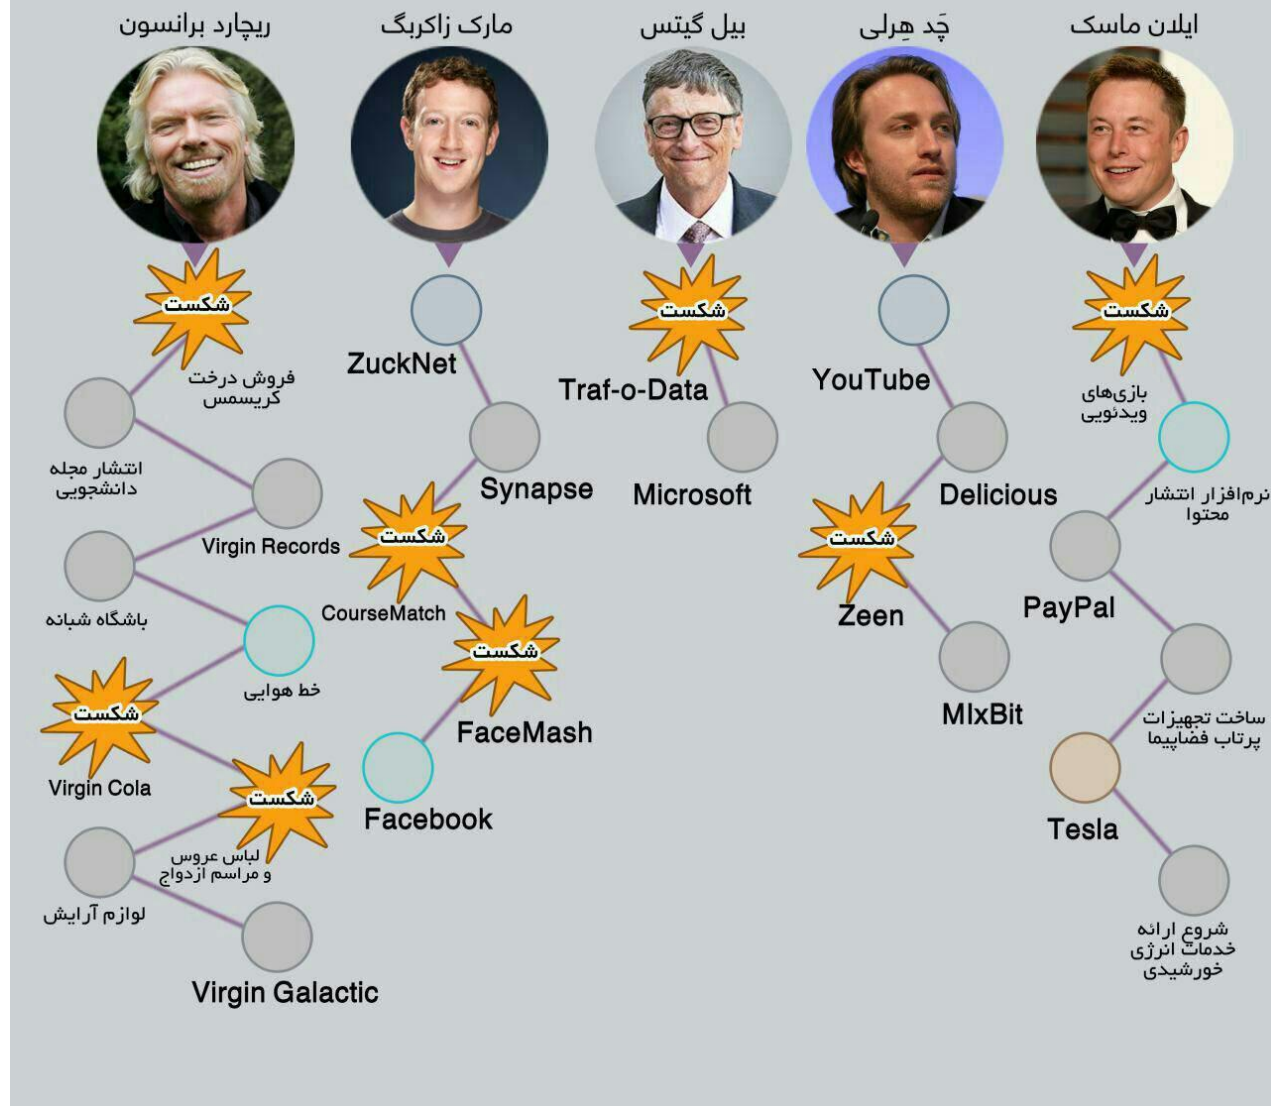 ریچارد برانسون
مارک زاکربگ
بیل گیتس
چَد هِرلی
ایلان ماسک
شکست
فروش درخت
کریسمس
انتشار مجله
دانشجویی
Virgin Records
باشگاه شبانه
خط هوایی
شکست
Virgin Cola
شکست
لباس عروس
و مراسم ازدواج
لوازم آرایش
Virgin Galactic
ZuckNet
Synapse
شکست
CourseMatch
شکست
FaceMash
Facebook
شکست
Traf-o-Data
Microsoft
YouTube
Delicious
شکست
Zeen
MIxBit
شکست
بازی‌های
ویدئویی
نرم‌افزار انتشار
محتوا
PayPal
ساخت تجهیزات
پرتاب فضاپیما
Tesla
شروع ارائه
خدمات انرژی
خورشیدی